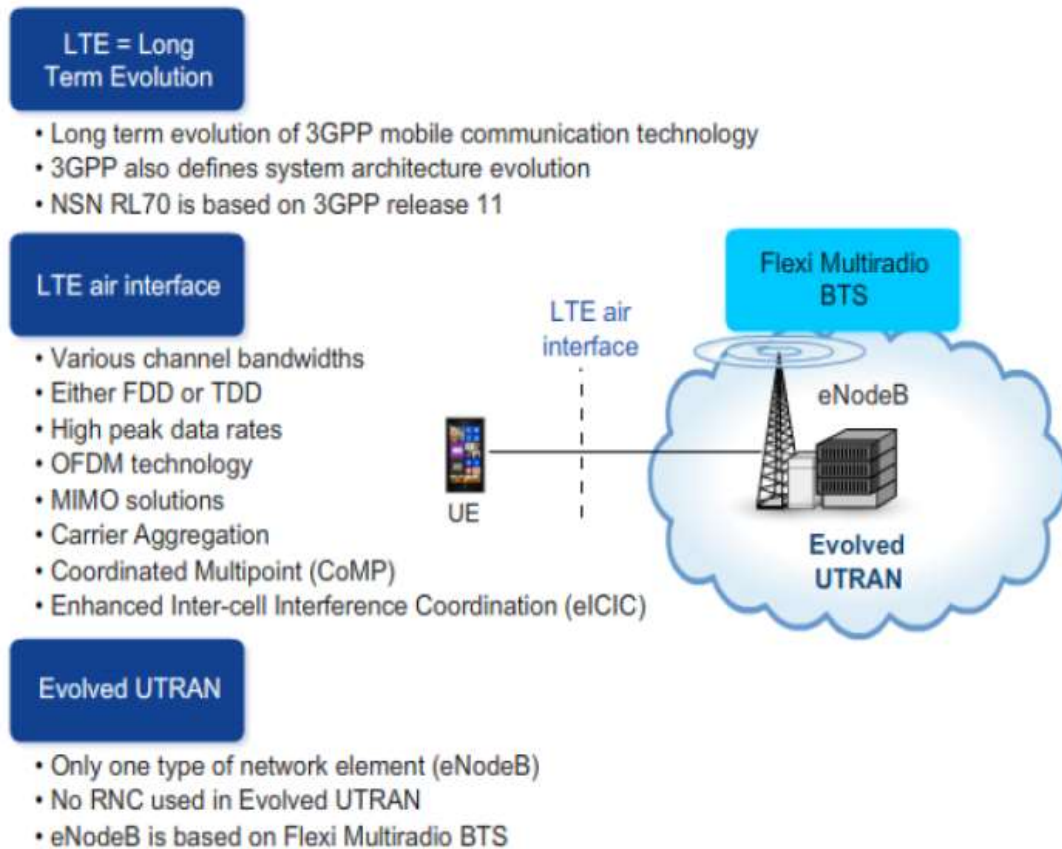 LTE = Long
Term Evolution
• Long term evolution of 3GPP mobile communication technology
• 3GPP also defines system architecture evolution
• NSN RL70 is based on 3GPP release 11
LTE air interface
• Various channel bandwidths
• Either FDD or TDD
• High peak data rates
• OFDM technology
• MIMO solutions
• Carrier Aggregation
• Coordinated Multipoint (CoMP)
• Enhanced Inter-cell Interference Coordination (eICIC)
Flexi Multiradio
BTS
LTE air
interface
eNodeB
UE
Evolved
UTRAN
Evolved UTRAN
• Only one type of network element (eNodeB)
• No RNC used in Evolved UTRAN
• eNodeB is based on Flexi Multiradio BTS